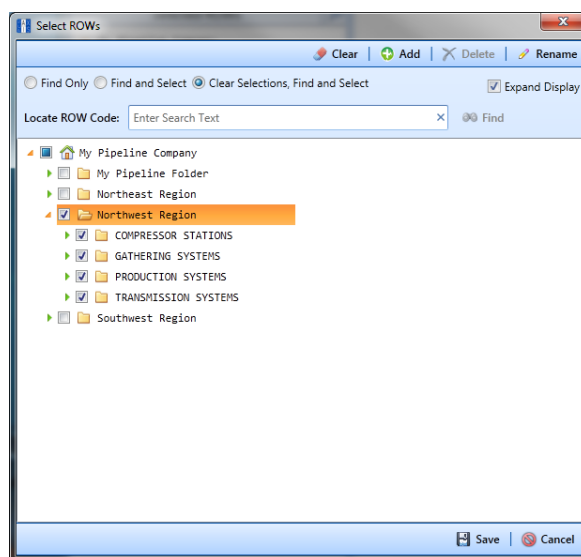 Select ROWs
Clear Add Delete Rename
Find Only Find and Select Clear Selections, Find and Select Expand Display
Locate ROW Code: Enter Search Text Find
My Pipeline Company
My Pipeline Folder
Northeast Region
Northwest Region
COMPRESSOR STATIONS
GATHERING SYSTEMS
PRODUCTION SYSTEMS
TRANSMISSION SYSTEMS
Southwest Region
Save Cancel